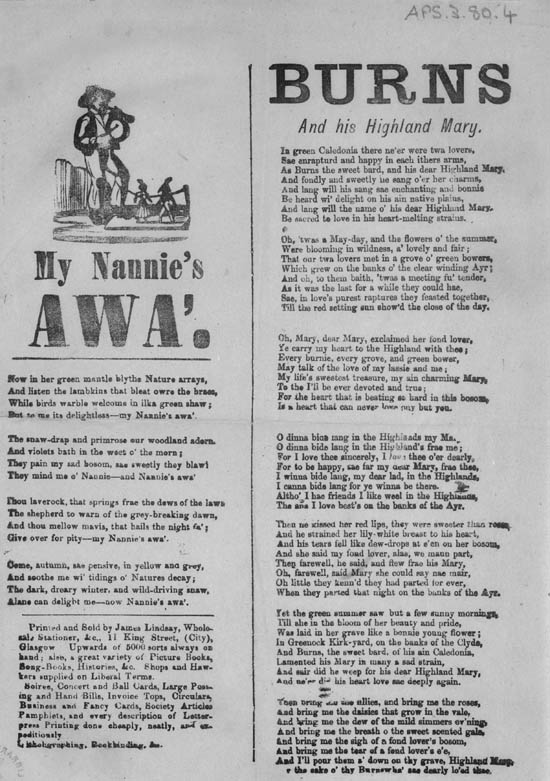 APS.3.80.4
My Nannie's
AWA'.
Now in her green mantle blythe Nature arrays,
And listen the lambkins that bleat owrs the braes,
While birds warble welcome in ilka green shaw;
But to me its delightless—my Nannie's awa'.
The snaw-drap and primrose our woodland adorn.
And violets bath in the weet o' the morn;
They pain my sad bosom, sae sweetly they blaw!
They mind me o' Nannie—and Nannie's awa'
Thou laverock, that springs frae the dews of the lawn
The shepherd to warn of the grey-breaking dawn,
And thou mellow mavis, that hails the night fa';
Give over for pity—my Nannie's awa'.
Come, autumn, sae pensive, in yellow and grey,
And soothe me wi' tidings o' Natures decay;
The dark, dreary winter, and wild-driving snaw,
Alane can delight me—now Nannie's awa'.
Printed and Sold by James Lindsay, Whole-
sale Stationer, &c., 11 King Street, (City),
Glasgow Upwards of 5000 sorts always on
hand; also, a great variety of Picture Books,
Song-Books, Histories, &c. Shops and Haw-
kers supplied on Liberal Terms.
Soirees, Concert and Ball Cards, Large Post-
ing and Hand Bills, Invoice Tops, Circulars,
Business and Fancy Cards, Society Articles
Pamphlets, and every description of Letter-
press Printing done cheaply, neatly, and ex-
peditiously
Lithographing, Bookbinding, &c.
BURNS
And his Highland Mary.
In green Caledonia there ne'er were twa lovers,
Sae enrapturd and happy in each ithers arms,
As Burns the sweet bard, and his dear Highland Mary,
And fondly and sweetly he sang o'er her charms,
And lang will his sang sae enchanting and bonnie
Be heard wi' delight on his ain native plains,
And lang will the name o' his dear Highland Mary.
Be sacred to love in his heart-melting strains.
Oh, 'twas a May-day, and the flowers o' the summer,
Were blooming in wildness, a' lovely and fair;
That our twa lovers met in a grove o' green bowers,
Which grew on the banks o' the clear winding Ayr;
And oh, to them baith, 'twas a meeting fu' tender,
As it was the last for a while they could hae,
Sae, in love's purest raptures they feasted together,
Till the red setting sun show'd the close of the day.
Oh, Mary, dear Mary, exclaimed her fond lover,
Ye carry my heart to the Highland with thee;
Every burnie, every grove, and green bower,
May talk of the love of my lassie and me;
My life's sweetest treasure, my ain charming Mary,
To the I'll be ever devoted and true;
For the heart that is beating so hard in this bosom,
Is a heart that can never love ony but you.
O dinna bide lang in the Highlands my Ma.
O dinna bide lang in the Highland's frae me;
For I love thee sincerely, I love thee o'er dearly,
For to be happy, sae far my dear Mary, frae thee,
I winna bide lang, my dear lad, in the Highlands,
I canna bide lang for ye winna be there.
Altho' I hae friends I like weel in the Highlands,
The ane I love best's on the banks of the Ayr.
Then he kissed her red lips, they were sweeter than roses,
And he strained her lily-white breast to his heart,
And his tears fell like dew-drops at e'en on her bosom,
And she said my fond lover, alas, we maun part,
Then farewell, he said, and flew frae his Mary,
Oh, farewell, said Mary she could say nae mair,
Oh little they kenn'd they had parted for ever,
When they parted that night on the banks of the Ayr.
Yet the green summer saw but a few sunny mornings,
Till she in the bloom of her beauty and pride,
Was laid in her grave like a bonnie young flower;
In Greenock Kirk-yard, on the banks of the Clyde,
And Burns, the sweet bard, of his ain Caledonia,
Lamented his Mary in many a sad strain,
And sair did he weep for his dear Highland Mary,
And ne'er did his heart love sae deeply again.
Then bring me the lilies, and bring me the roses,
and bring me the daisies that grow in the vale,
And bring me the dew of the mild simmers ev'ning,
And bring me the breath o the sweet scented gale,
And bring me the sigh of a fond lover's bosom,
And bring me the tear of a fond lover's e'e,
And I'll pour them a' down on thy grave, Highland Mary,
r the sake o' thy Burns wha' sae dearly lo'ed thee.